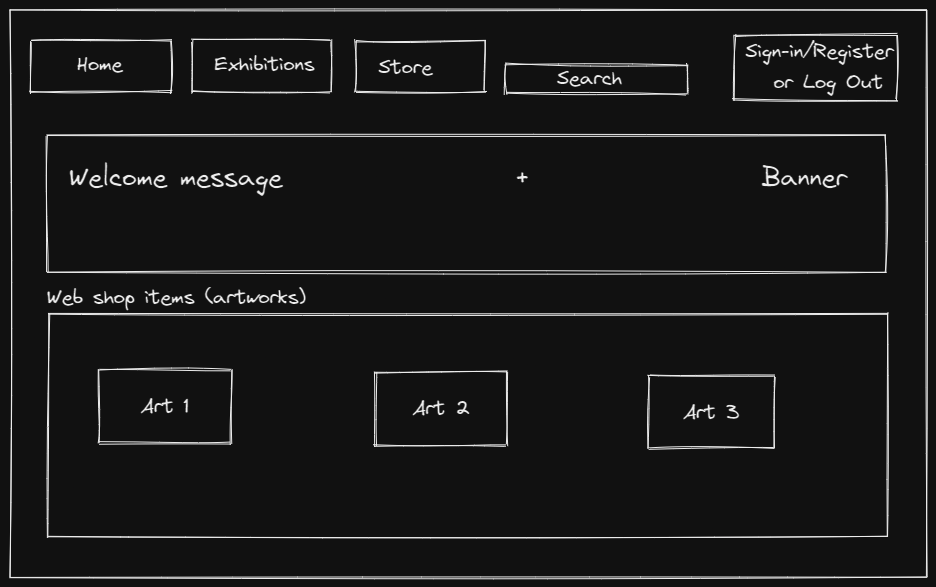 Home
Exhibitions
Store
Search
Sign-in/Register
or Log Out
Welcome message + Banner
Web shop items (artworks)
Art 1
Art 2
Art 3